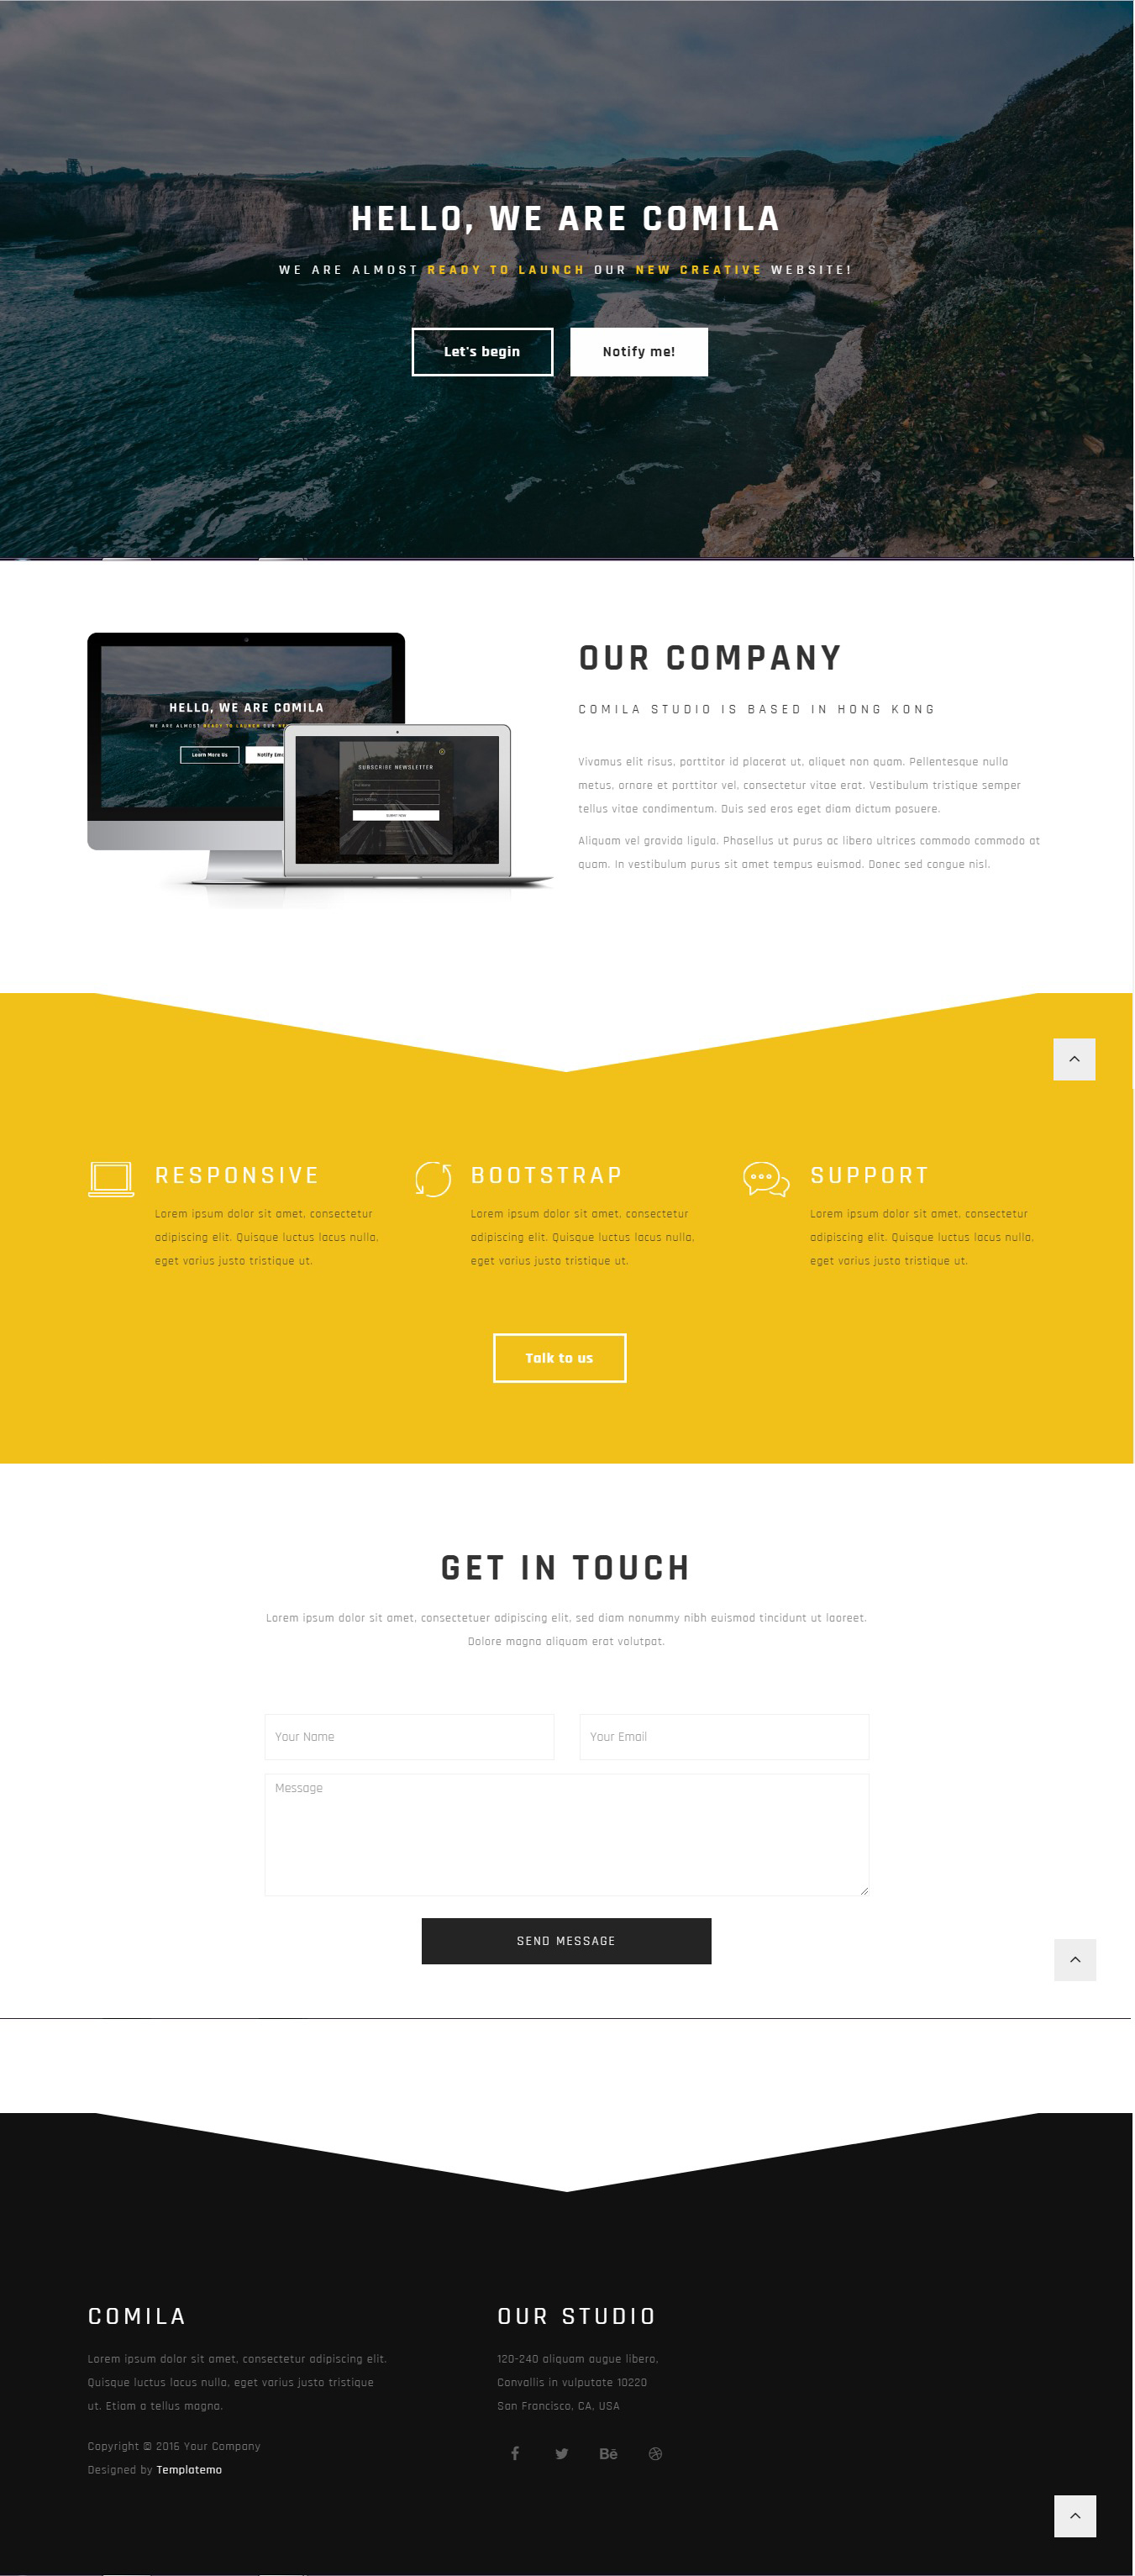 HELLO, WE ARE COMILA
WE ARE ALMOST READY TO LAUNCH OUR NEW CREATIVE WEBSITE!
Let's begin
Notify me!
HELLO, WE ARE COMILA
WE ARE ALMOST READY TO LAUNCH OUR
Learn More Us
Notify
SUBSCRIBE NEWSLETTER
SUBMIT NOW
OUR COMPANY
COMILA STUDIO IS BASED IN HONG KONG
Vivamus elit risus, porttitor id placerat ut, aliquet non quam. Pellentesque nulla
metus, ornare et porttitor vel, consectetur vitae erat. Vestibulum tristique semper
tellus vitae condimentum. Duis sed eros eget diam dictum posuere.
Aliquam vel gravida ligula. Phasellus ut purus ac libero ultrices commodo commodo at
quam. In vestibulum purus sit amet tempus euismod. Donec sed congue nisl.
RESPONSIVE
Lorem ipsum dolor sit amet, consectetur
adipiscing elit. Quisque luctus lacus nulla,
eget varius justo tristique ut.
BOOTSTRAP
Lorem ipsum dolor sit amet, consectetur
adipiscing elit. Quisque luctus lacus nulla,
eget varius justo tristique ut.
SUPPORT
Lorem ipsum dolor sit amet, consectetur
adipiscing elit. Quisque luctus lacus nulla,
eget varius justo tristique ut.
Talk to us
GET IN TOUCH
Lorem ipsum dolor sit amet, consectetuer adipiscing elit, sed diam nonummy nibh euismod tincidunt ut laoreet.
Dolore magna aliquam erat volutpat.
Your Name
Your Email
Message
SEND MESSAGE
COMILA
Lorem ipsum dolor sit amet, consectetur adipiscing elit.
Quisque luctus lacus nulla, eget varius justo tristique
ut. Etiam a tellus magna.
Copyright © 2016 Your Company
Designed by Templatemo
OUR STUDIO
120-240 aliquam augue libero,
Convallis in vulputate 10220
San Francisco, CA, USA
Bē